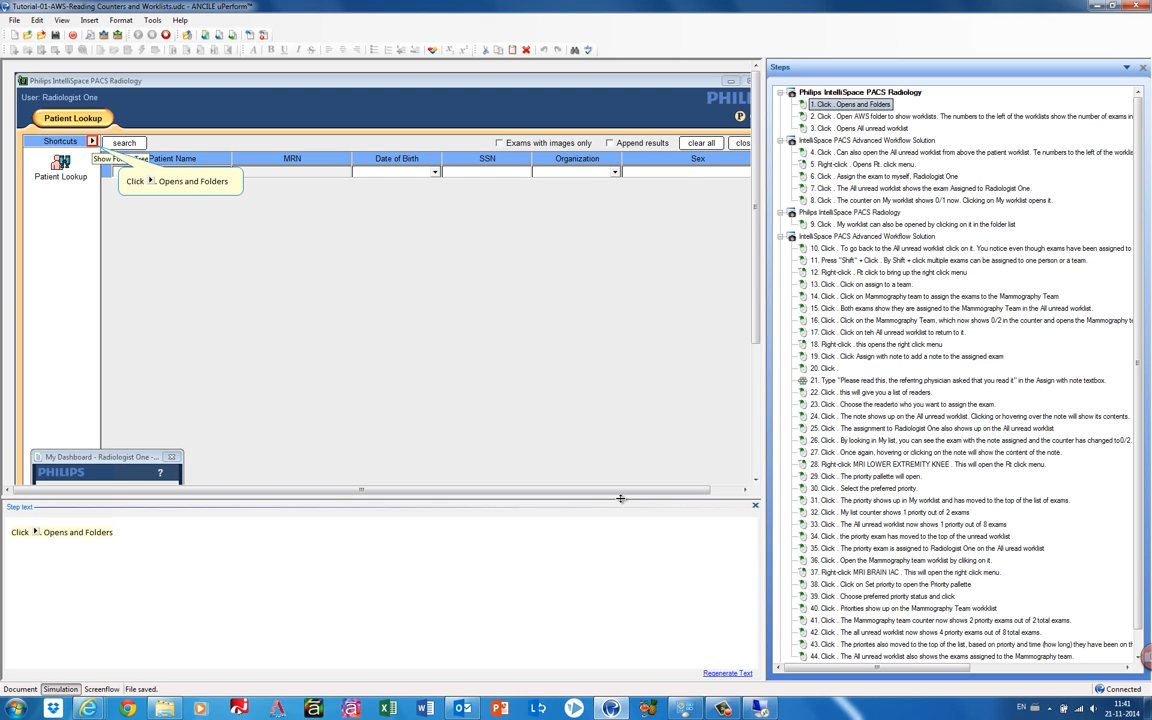 Tutorial-01-AWS-Reading Counters and Worklists.udc - ANCILE uPerform™
File Edit View Insert Formats Tools Help
Philips IntelliSpace PACS Radiology
User: Radiologist One
PHIL
Patient Lookup
P
Shortcuts
search
Exams with images only
Append results
clear all
clos
Patient Name MRN Date of Birth SSN Organization Sex
Patient Lookup
Click . Opens and Folders
My Dashboard - Radiologist One -...
PHILIPS ?
Step text
Click . Opens and Folders
Regenerate Text
Steps
Philips IntelliSpace PACS Radiology
1. Click . Opens and Folders
2. Click . Open AWS folder to show worklists. The numbers to the left of the worklists show the number of exams in
3. Click . Opens All unread worklist
IntelliSpace PACS Advanced Workflow Solution
4. Click . Can also open the All unread worklist from above the patient worklist. Te numbers to the left of the workli
5. Right-click . Opens Rt. click menu.
6. Click . Assign the exam to myself, Radiologist One
7. Click . The All unread worklist shows the exam Assigned to Radiologist One.
8. Click . The counter on My worklist shows 0/1 now. Clicking on My worklist opens it.
Philips IntelliSpace PACS Radiology
9. Click . My worklist can also be opened by clicking on it in the folder list
IntelliSpace PACS Advanced Workflow Solution
10. Click . To go back to the All unread worklist click on it. You notice even though exams have been assigned to
11. Press "Shift" + Click . By Shift + click multiple exams can be assigned to one person or a team.
12. Right-click . Rt click to bring up the right click menu
13. Click . Click on assign to a team.
14. Click . Click on Mammography team to assign the exams to the Mammography Team
15. Click . Both exams show they are assigned to the Mammography Team in the All unread worklist.
16. Click . Click on the Mammography Team, which now shows 0/2 in the counter and opens the Mammography te
17. Click . Click on teh All unread worklist to return to it.
18. Right-click . this opens the right click menu
19. Click . Click Assign with note to add a note to the assigned exam
20. Click .
21. Type "Please read this, the referring physician asked that you read it" in the Assign with note textbox.
22. Click . this will give you a list of readers.
23. Click . Choose the readerto who you want to assign the exam.
24. Click . The note shows up on the All unread worklist. Clicking or hovering over the note will show its contents.
25. Click . The assignment to Radiologist One also shows up on the All unread worklist
26. Click . By looking in My list, you can see the exam with the note assigned and the counter has changed to0/2.
27. Click . Once again, hovering or clicking on the note will show the content of the note.
28. Right-click MRI LOWER EXTREMITY KNEE . This will open the Rt click menu.
29. Click . The priority pallette will open.
30. Click . Select the preferred priority.
31. Click . The priority shows up in My worklist and has moved to the top of the list of exams.
32. Click . My list counter shows 1 priority out of 2 exams
33. Click . The All unread worklist now shows 1 priority out of 8 exams
34. Click . the priority exam has moved to the top of the unread worklist
35. Click . The priority exam is assigned to Radiologist One on the All uread worklist
36. Click . Open the Mammography team worklist by cliking on it.
37. Right-click MRI BRAIN IAC . This will open the right click menu.
38. Click . Click on Set priority to open the Priority pallette
39. Click . Choose preferred priority status and click
40. Click . Priorities show up on the Mammography Team workklist
41. Click . The Mammography team counter now shows 2 priority exams out of 2 total exams.
42. Click . The all unread worklist now shows 4 priority exams out of 8 total exams.
43. Click . The priorites also moved to the top of the list, based on priority and time (how long) they have been on th
44. Click . The All unread worklist also shows the exams assigned to the Mammography team.
Document Simulation Screenflow File saved.
Connected
EN
11:41
21-11-2014